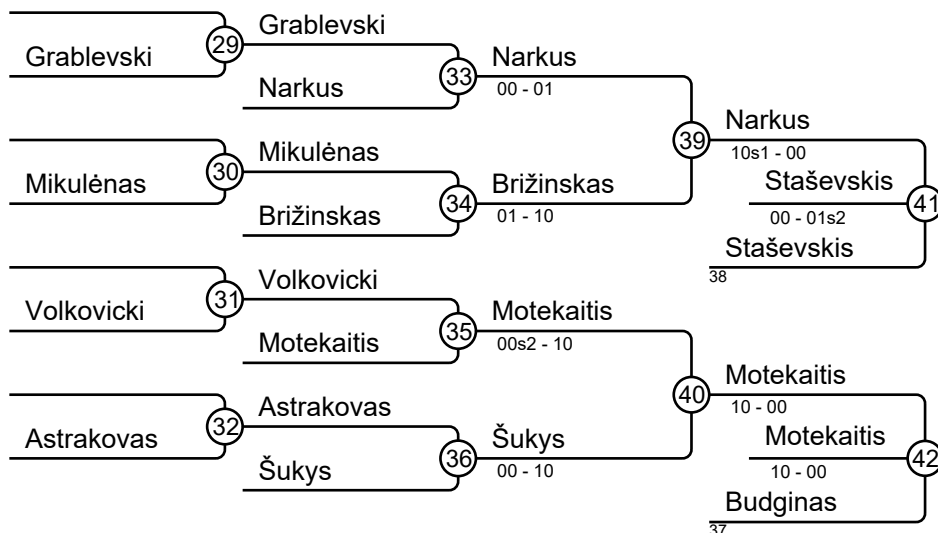 Grablevski
29
Grablevski
Narkus
33
Narkus
00 - 01
Mikulėnas
30
Mikulėnas
Brižinskas
34
Brižinskas
01 - 10
39
Narkus
10s1 - 00
Staševskis
00 - 01s2
41
Staševskis
38
Volkovicki
31
Volkovicki
Motekaitis
35
Motekaitis
00s2 - 10
Astrakovas
32
Astrakovas
Šukys
36
Šukys
00 - 10
40
Motekaitis
10 - 00
Motekaitis
10 - 00
42
Budginas
37